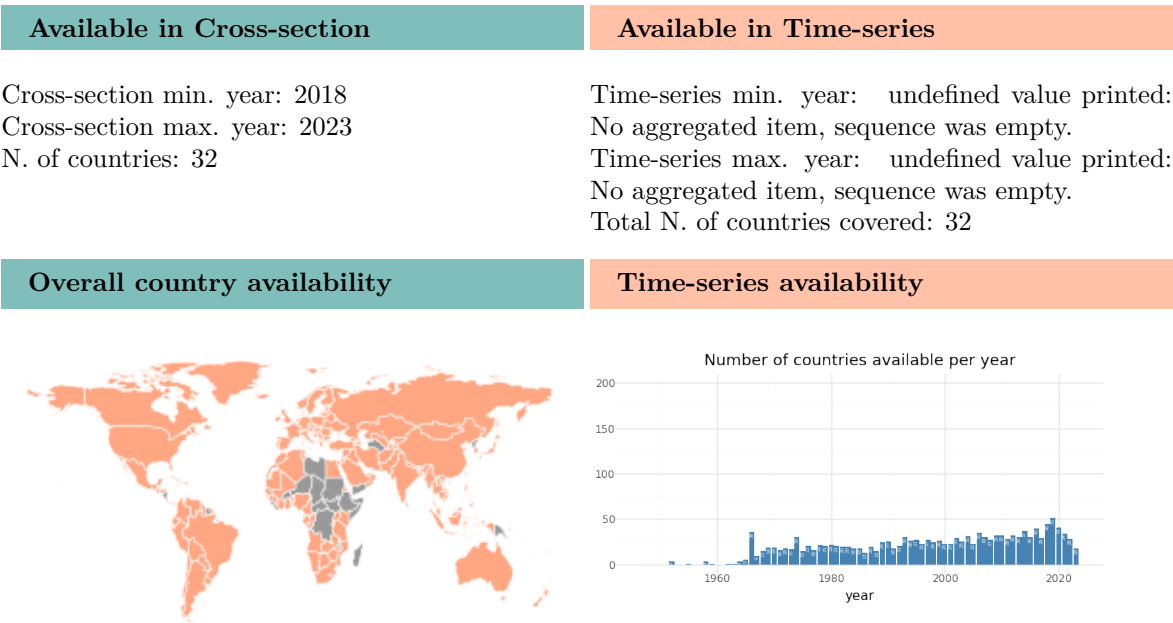 Available in Cross-section
Available in Time-series
Cross-section min. year: 2018
Cross-section max. year: 2023
N. of countries: 32
Time-series min. year: undefined value printed:
No aggregated item, sequence was empty.
Time-series max. year: undefined value printed:
No aggregated item, sequence was empty.
Total N. of countries covered: 32
Overall country availability
Time-series availability
Number of countries available per year
200
150
100
50
0
1960 1980 2000 2020
year